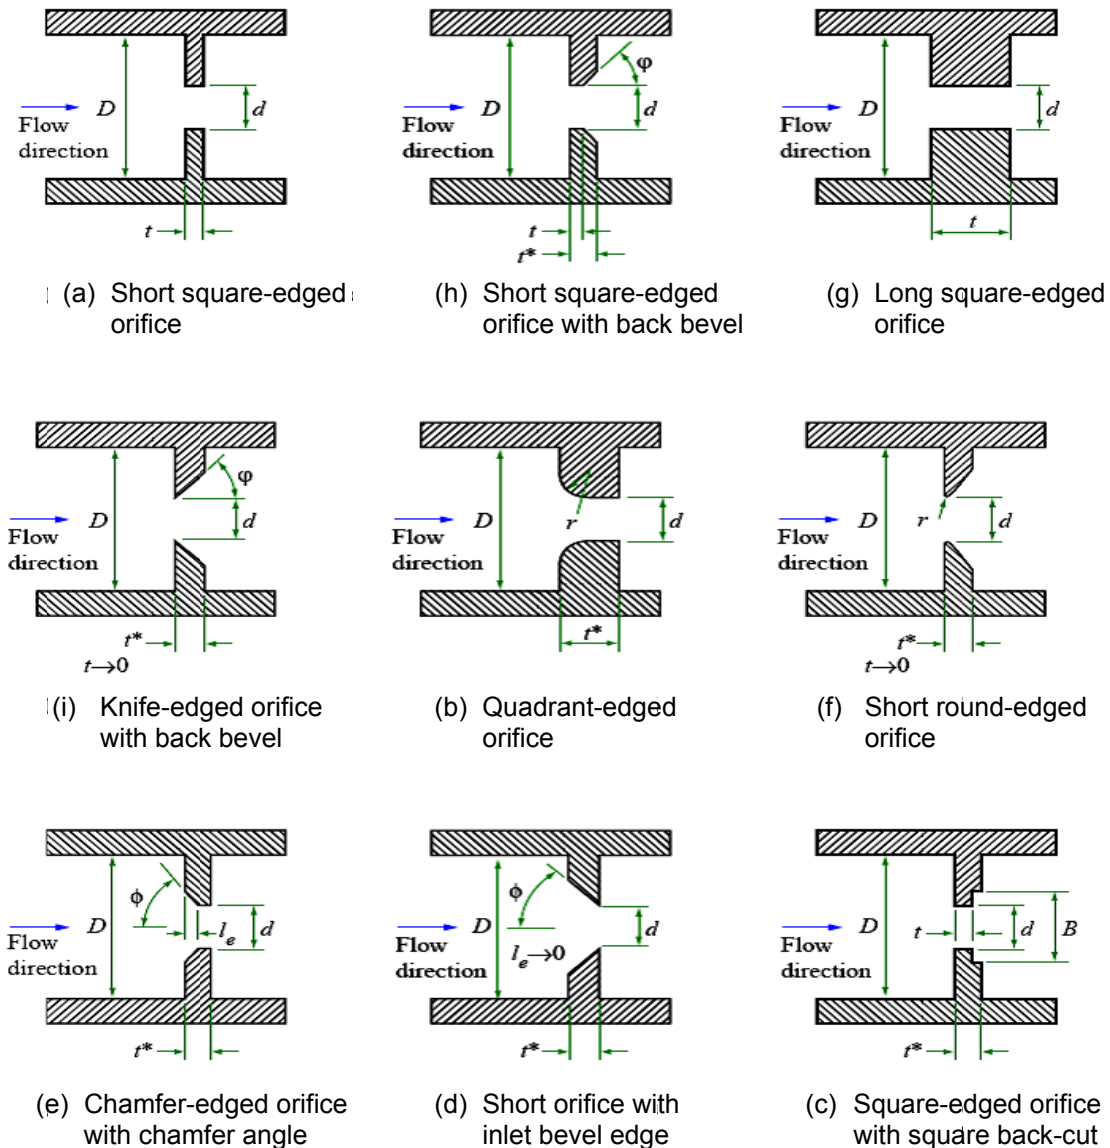 D
d
Flow
direction
t
(a) Short square-edged
orifice
φ
D
d
Flow
direction
t
t*
(h) Short square-edged
orifice with back bevel
D
d
Flow
direction
t
(g) Long square-edged
orifice
φ
D
d
Flow
direction
t*
t→0
(i) Knife-edged orifice
with back bevel
D
r
d
Flow
direction
t*
(b) Quadrant-edged
orifice
D
r
d
Flow
direction
t*
t→0
(f) Short round-edged
orifice
ϕ
D
l_e
d
Flow
direction
t*
(e) Chamfer-edged orifice
with chamfer angle
ϕ
D
d
Flow
direction
l_e→0
t*
(d) Short orifice with
inlet bevel edge
D
t
d
B
Flow
direction
t*
(c) Square-edged orifice
with square back-cut